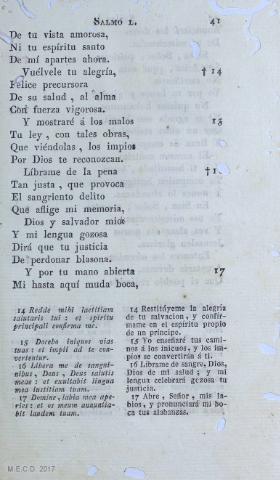 SALMO L. 41
De tu vista amorosa,
Ni tu espíritu santo
De mí apartes ahora.
Vuélvele tu alegría, †14
Felice precursora
De su salud, al alma
Con fuerza vigorosa.
Y mostraré á los malos 15
Tu ley, con tales obras,
Que viéndolas, los impíos
Por Dios te reconozcan.
Líbrame de la pena †1
Tan justa, que provoca
El sangriento delito
Que aflige mi memoria,
Dios y salvador mio:
Y mi lengua gozosa
Dirá que tu justicia
De perdonar blasona.
Y por tu mano abierta 17
Mi hasta aquí muda boca,
14 Redde mihi laetitiam
salutaris tui: et spiritu
principali confirma me.
15 Docebo iniquos vias
tuas: et impii ad te con-
vertentur.
16 Libera me de sangui-
nibus, Deus, Deus salutis
meae: et exultabit lingua
mea justitiam tuam.
17 Domine, labia mea ape-
ries: et os meum annuntia-
bit laudem tuam.
14 Restitúyeme la alegría
de tu salvacion, y confír-
mame en el espíritu propio
de un príncipe.
15 Yo enseñaré tus cami-
nos á los inicuos, y los im-
píos se convertirán á tí.
16 Líbrame de sangre, Dios,
Dios de mi salud; y mi
lengua celebrará gozosa tu
justicia.
17 Abre, Señor, mis la-
bios, y pronunciará mi bo-
ca tus alabanzas.
M.E.C.D. 2017